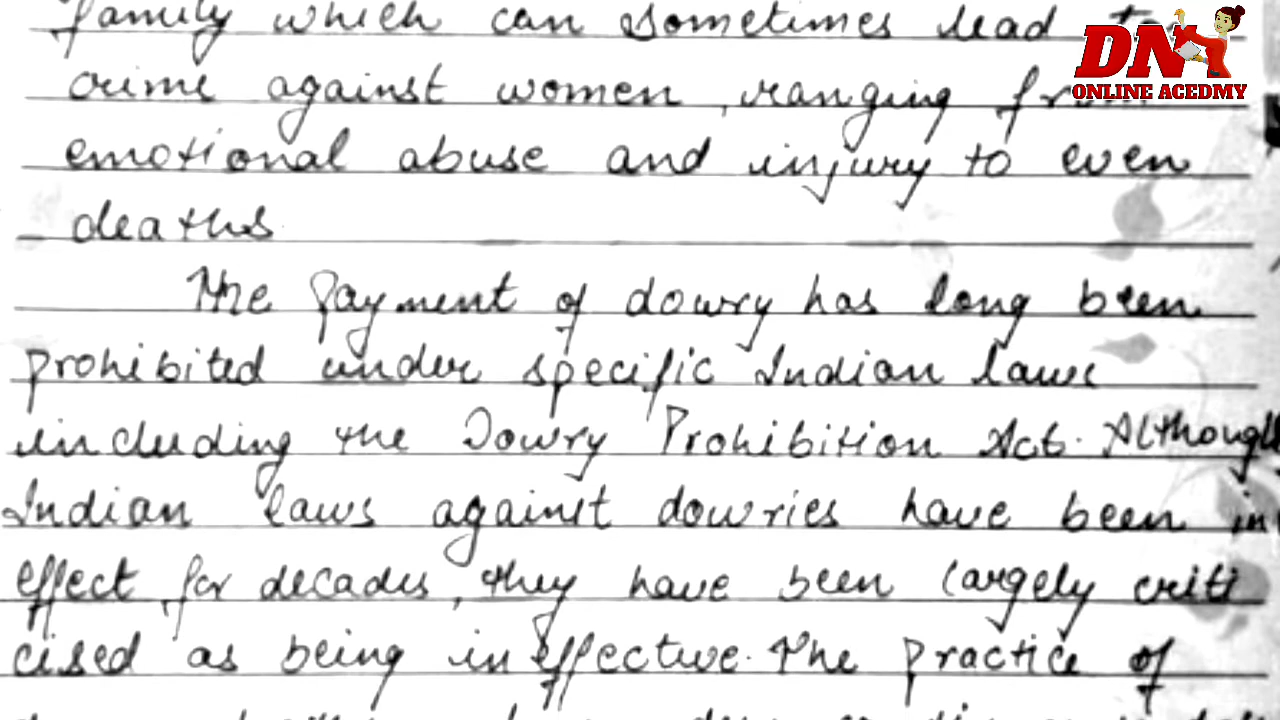 family which can sometimes lead to
crime against women, ranging from
emotional abuse and injury to even
deaths
The payment of dowry has long been
prohibited under specific Indian laws
including the Dowry Prohibition Act. Although
Indian laws against dowries have been in
effect for decades, they have been largely criti
cised as being ineffective. The practice of
DNY
ONLINE ACEDMY